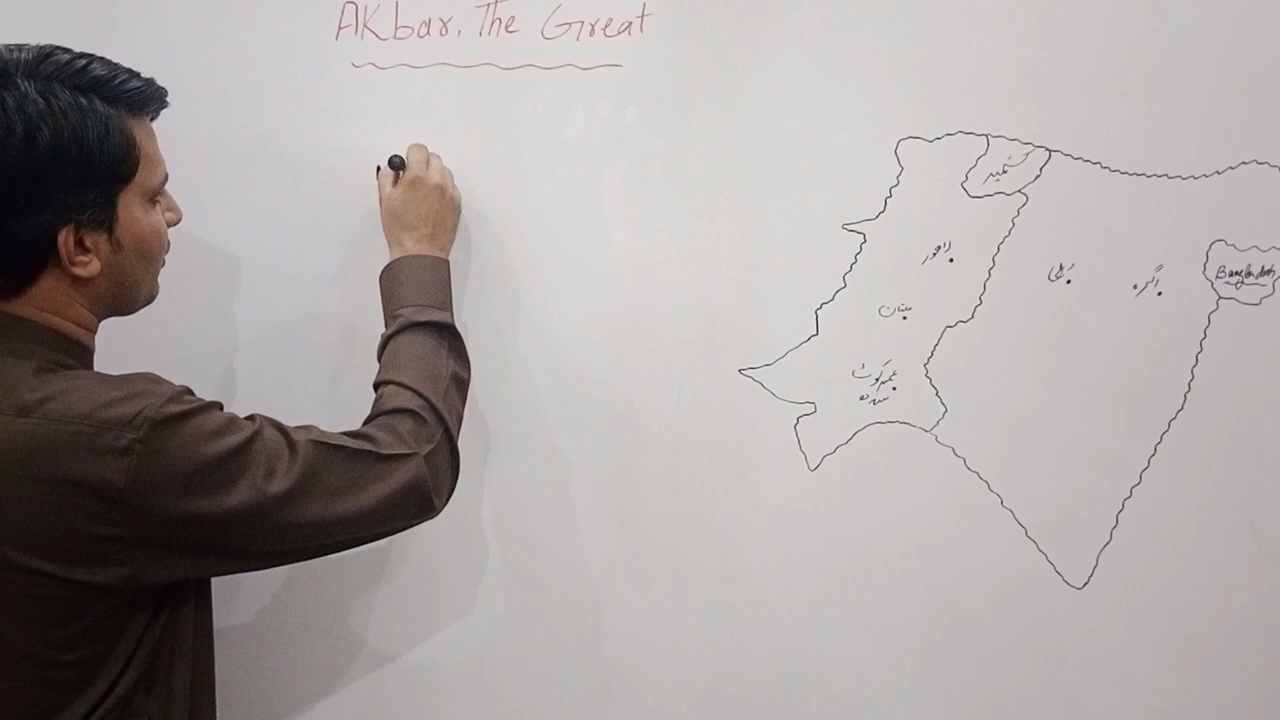 Akbar, The Great
کشمیر
لاہور
دہلی
آگرہ
Bangladesh
ملتان
عمرکوٹ
سندھ